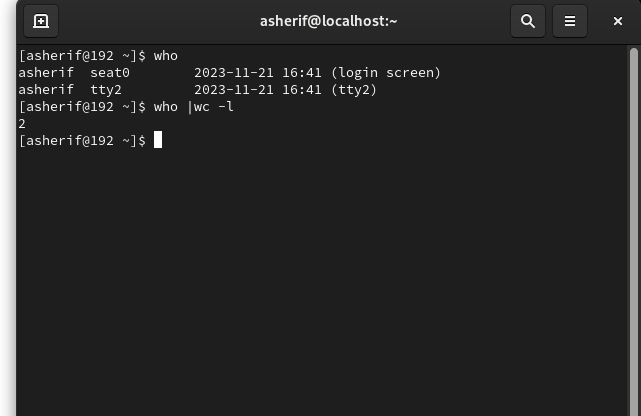 asherif@localhost:~
[asherif@192 ~]$ who
asherif  seat0        2023-11-21 16:41 (login screen)
asherif  tty2         2023-11-21 16:41 (tty2)
[asherif@192 ~]$ who |wc -l
2
[asherif@192 ~]$